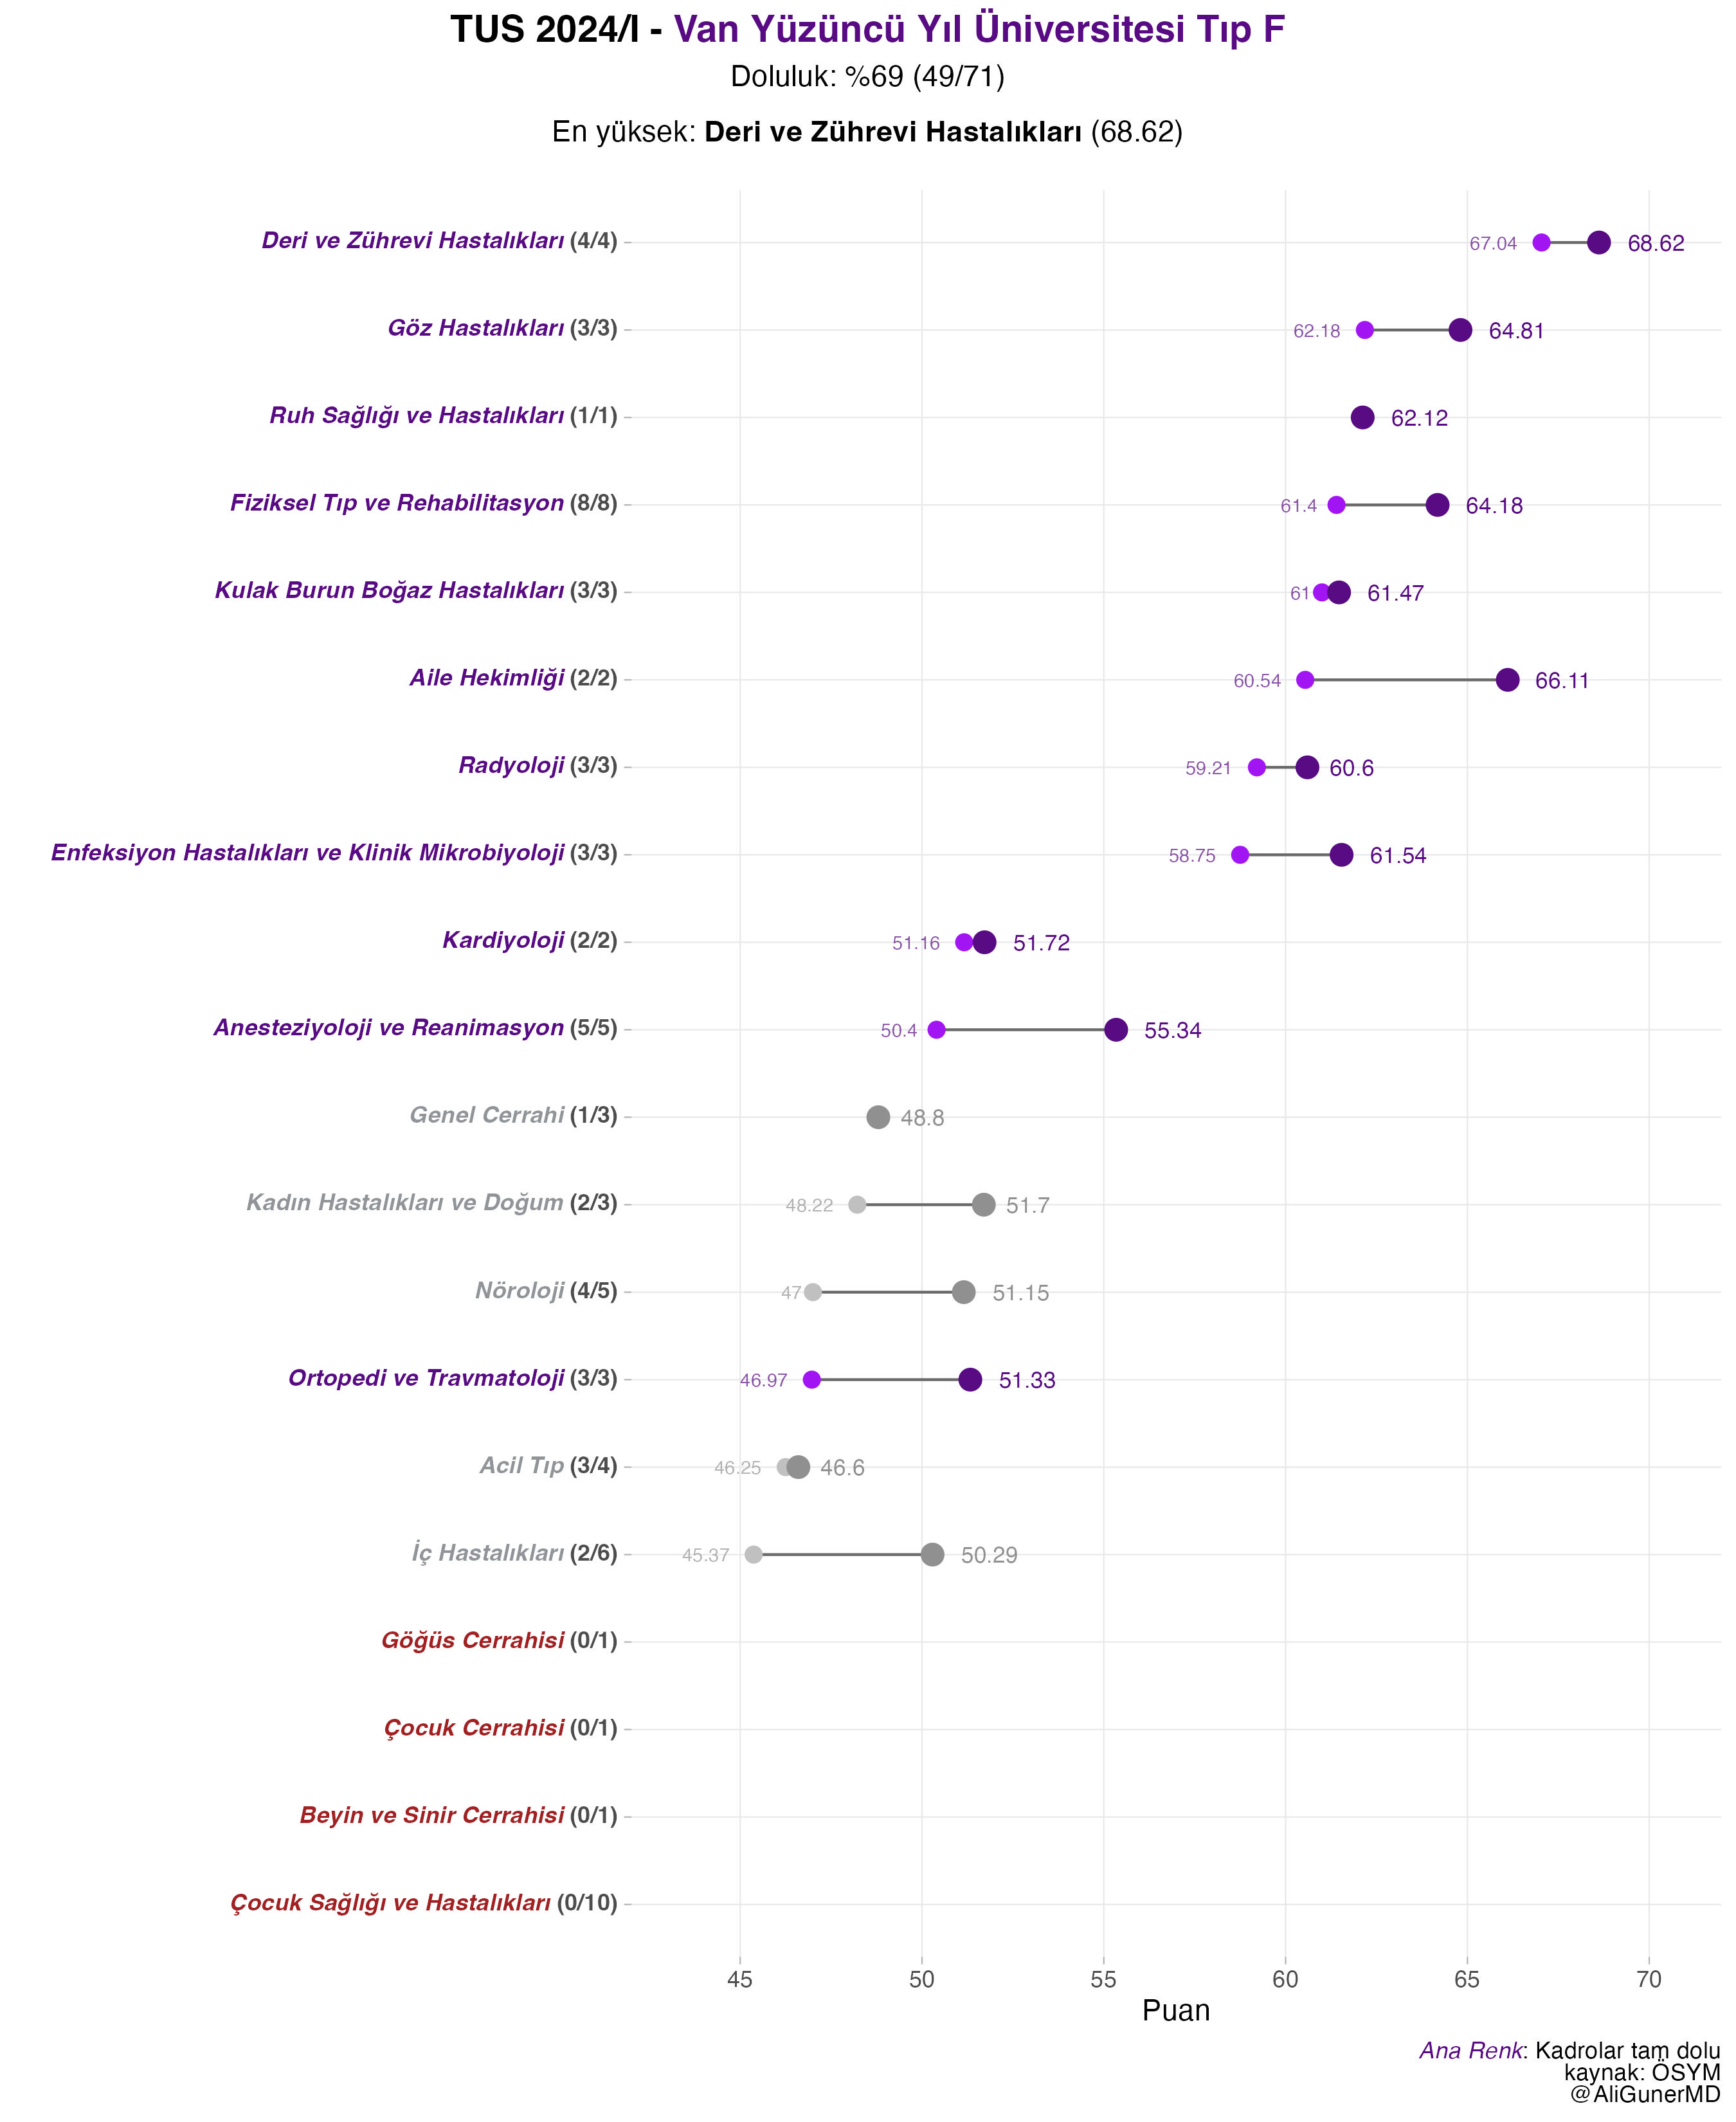 TUS 2024/I - Van Yüzüncü Yıl Üniversitesi Tıp F
Doluluk: %69 (49/71)
En yüksek: Deri ve Zührevi Hastalıkları (68.62)
Deri ve Zührevi Hastalıkları (4/4) 67.04 68.62
Göz Hastalıkları (3/3) 62.18 64.81
Ruh Sağlığı ve Hastalıkları (1/1) 62.12
Fiziksel Tıp ve Rehabilitasyon (8/8) 61.4 64.18
Kulak Burun Boğaz Hastalıkları (3/3) 61 61.47
Aile Hekimliği (2/2) 60.54 66.11
Radyoloji (3/3) 59.21 60.6
Enfeksiyon Hastalıkları ve Klinik Mikrobiyoloji (3/3) 58.75 61.54
Kardiyoloji (2/2) 51.16 51.72
Anesteziyoloji ve Reanimasyon (5/5) 50.4 55.34
Genel Cerrahi (1/3) 48.8
Kadın Hastalıkları ve Doğum (2/3) 48.22 51.7
Nöroloji (4/5) 47 51.15
Ortopedi ve Travmatoloji (3/3) 46.97 51.33
Acil Tıp (3/4) 46.25 46.6
İç Hastalıkları (2/6) 45.37 50.29
Göğüs Cerrahisi (0/1)
Çocuk Cerrahisi (0/1)
Beyin ve Sinir Cerrahisi (0/1)
Çocuk Sağlığı ve Hastalıkları (0/10)
45 50 55 60 65 70
Puan
Ana Renk: Kadrolar tam dolu
kaynak: ÖSYM
@AliGunerMD